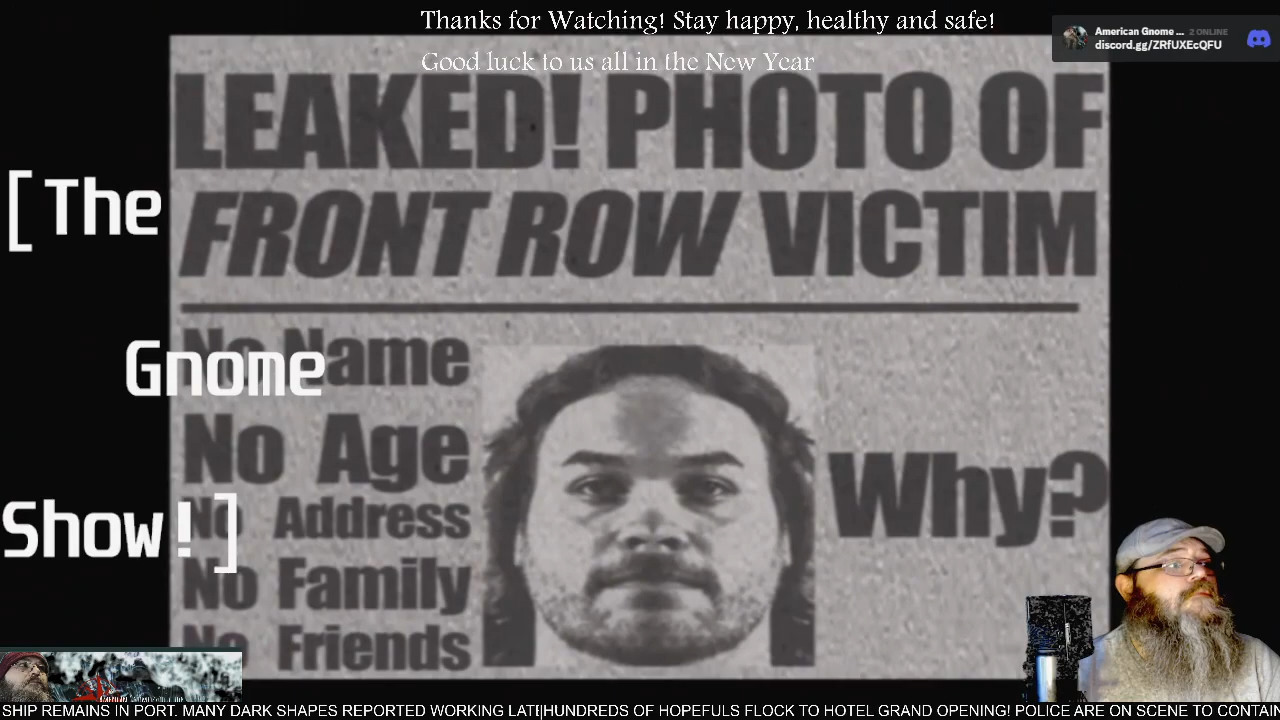 Thanks for Watching! Stay happy, healthy and safe!
Good luck to us all in the New Year
American Gnome ... 2 ONLINE
discord.gg/ZRfUXEcQFU
LEAKED! PHOTO OF
FRONT ROW VICTIM
[The
Gnome
Show!]
No Name
No Age
No Address
No Family
No Friends
Why?
SHIP REMAINS IN PORT. MANY DARK SHAPES REPORTED WORKING LAT
HUNDREDS OF HOPEFULS FLOCK TO HOTEL GRAND OPENING! POLICE ARE ON SCENE TO CONTAIN